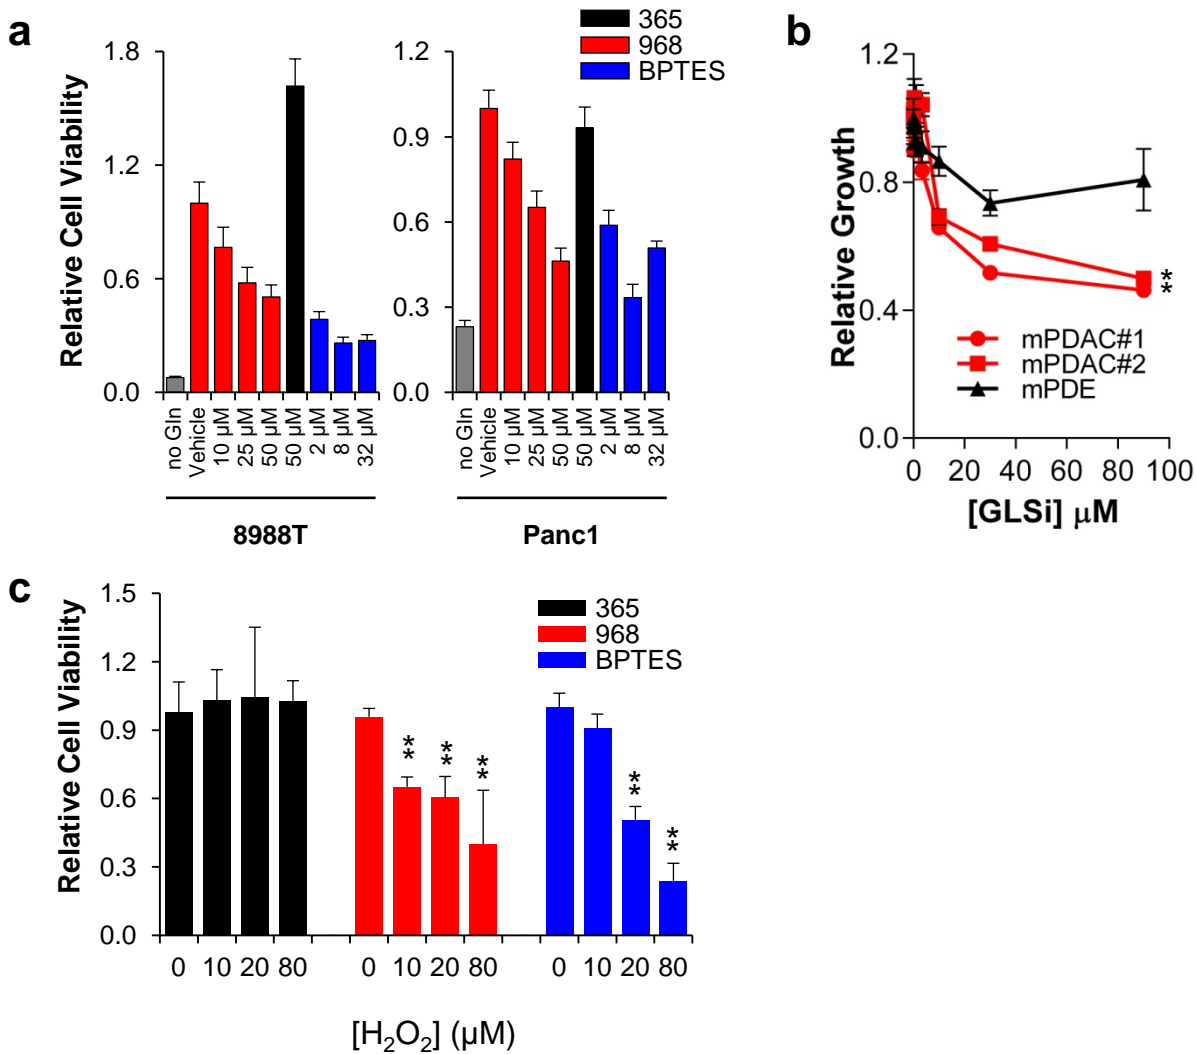 a
365
968
BPTES
Relative Cell Viability
1.8
1.2
0.6
0.0
no Gln
Vehicle
10 µM
25 µM
50 µM
50 µM
2 µM
8 µM
32 µM
8988T
1.2
0.9
0.6
0.3
0.0
no Gln
Vehicle
10 µM
25 µM
50 µM
50 µM
2 µM
8 µM
32 µM
Panc1
b
Relative Growth
1.2
0.8
0.4
0.0
mPDAC#1
mPDAC#2
mPDE
**
0 20 40 60 80 100
[GLSi] µM
c
Relative Cell Viability
1.5
1.2
0.9
0.6
0.3
0.0
365
968
BPTES
** ** **
** **
0 10 20 80 0 10 20 80 0 10 20 80
[H₂O₂] (µM)